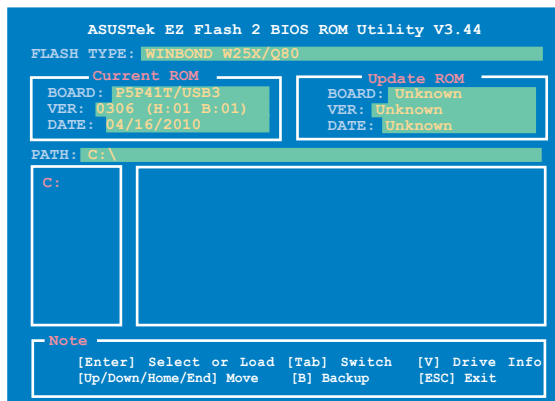 ASUSTek EZ Flash 2 BIOS ROM Utility V3.44
FLASH TYPE: WINBOND W25X/Q80
Current ROM
BOARD: P5P41T/USB3
VER: 0306 (H:01 B:01)
DATE: 04/16/2010
Update ROM
BOARD: Unknown
VER: Unknown
DATE: Unknown
PATH: C:\
C:
Note
[Enter] Select or Load [Tab] Switch [V] Drive Info
[Up/Down/Home/End] Move [B] Backup [ESC] Exit